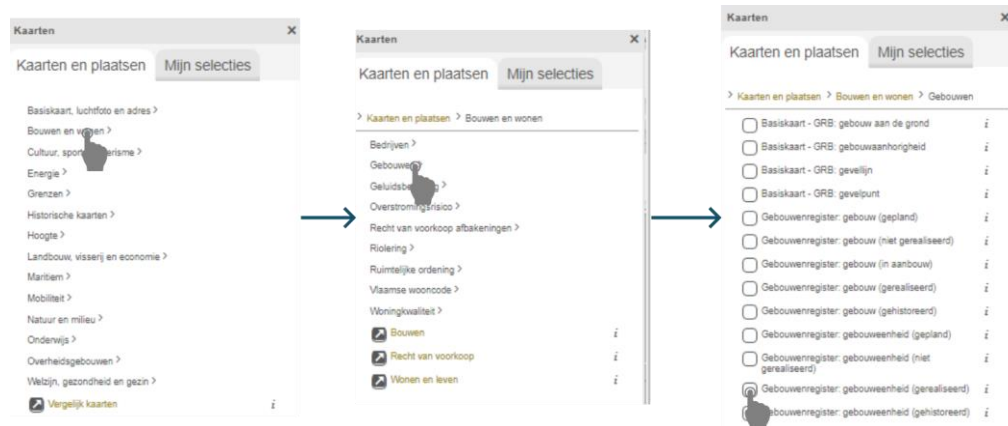 Kaarten
Kaarten en plaatsen Mijn selecties
Basiskaart, luchtfoto en adres >
Bouwen en wonen >
Cultuur, sport toerisme >
Energie >
Grenzen >
Historische kaarten >
Hoogte >
Landbouw, visserij en economie >
Maritiem >
Mobiliteit >
Natuur en milieu >
Onderwijs >
Overheidsgebouwen >
Welzijn, gezondheid en gezin >
Vergelijk kaarten i
Kaarten
Kaarten en plaatsen Mijn selecties
> Kaarten en plaatsen > Bouwen en wonen
Bedrijven >
Gebouwen >
>
Overstromingsrisico >
Recht van voorkoop afbakeningen >
Riolering >
Ruimtelijke ordening >
Vlaamse wooncode >
Woningkwaliteit >
Bouwen i
Recht van voorkoop i
Wonen en leven i
Kaarten
Kaarten en plaatsen Mijn selecties
> Kaarten en plaatsen > Bouwen en wonen > Gebouwen
Basiskaart - GRB: gebouw aan de grond i
Basiskaart - GRB: gebouwaanhorigheid i
Basiskaart - GRB: gevellijn i
Basiskaart - GRB: gevelpunt i
Gebouwenregister: gebouw (gepland) i
Gebouwenregister: gebouw (niet gerealiseerd) i
Gebouwenregister: gebouw (in aanbouw) i
Gebouwenregister: gebouw (gerealiseerd) i
Gebouwenregister: gebouw (gehistoreerd) i
Gebouwenregister: gebouweenheid (gepland) i
Gebouwenregister: gebouweenheid (niet i
gerealiseerd)
Gebouwenregister: gebouweenheid (gerealiseerd) i
Gebouwenregister: gebouweenheid (gehistoreerd) i